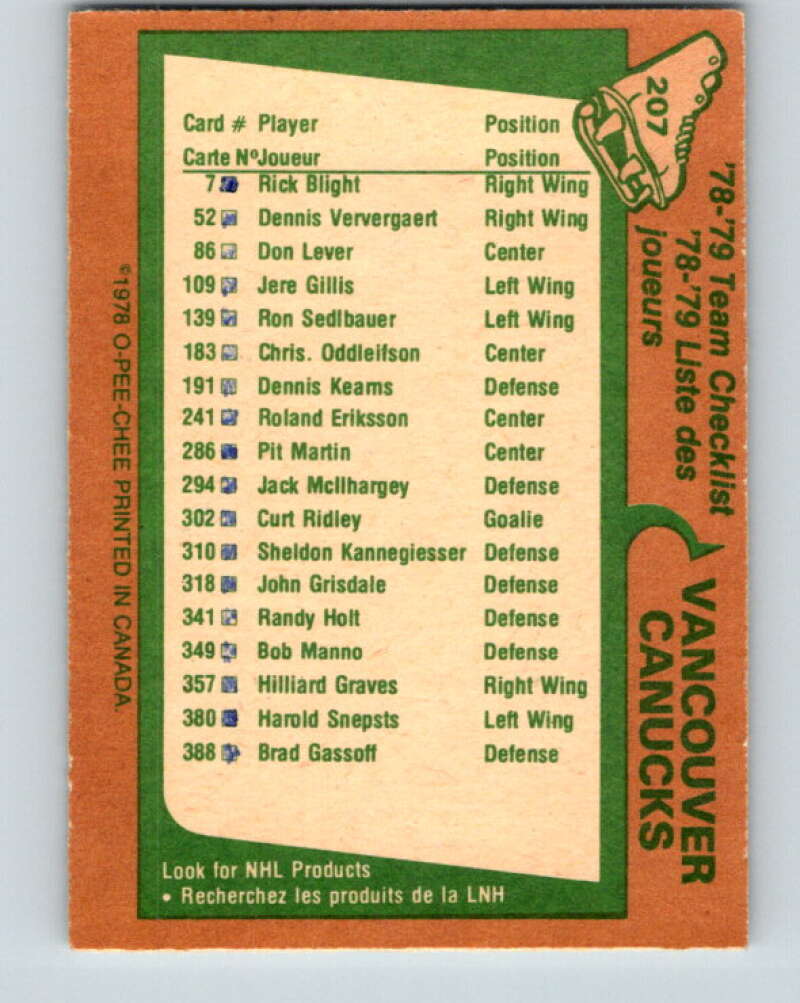 207
'78-'79 Team Checklist
'78-'79 Liste des
joueurs
VANCOUVER
CANUCKS
Card # Player Position
Carte Nº Joueur Position
7 Rick Blight Right Wing
52 Dennis Ververgaert Right Wing
86 Don Lever Center
109 Jere Gillis Left Wing
139 Ron Sedlbauer Left Wing
183 Chris. Oddleifson Center
191 Dennis Kearns Defense
241 Roland Eriksson Center
286 Pit Martin Center
294 Jack McIlhargey Defense
302 Curt Ridley Goalie
310 Sheldon Kannegiesser Defense
318 John Grisdale Defense
341 Randy Holt Defense
349 Bob Manno Defense
357 Hilliard Graves Right Wing
380 Harold Snepsts Left Wing
388 Brad Gassoff Defense
Look for NHL Products
• Recherchez les produits de la LNH
©1978 O-PEE-CHEE PRINTED IN CANADA.